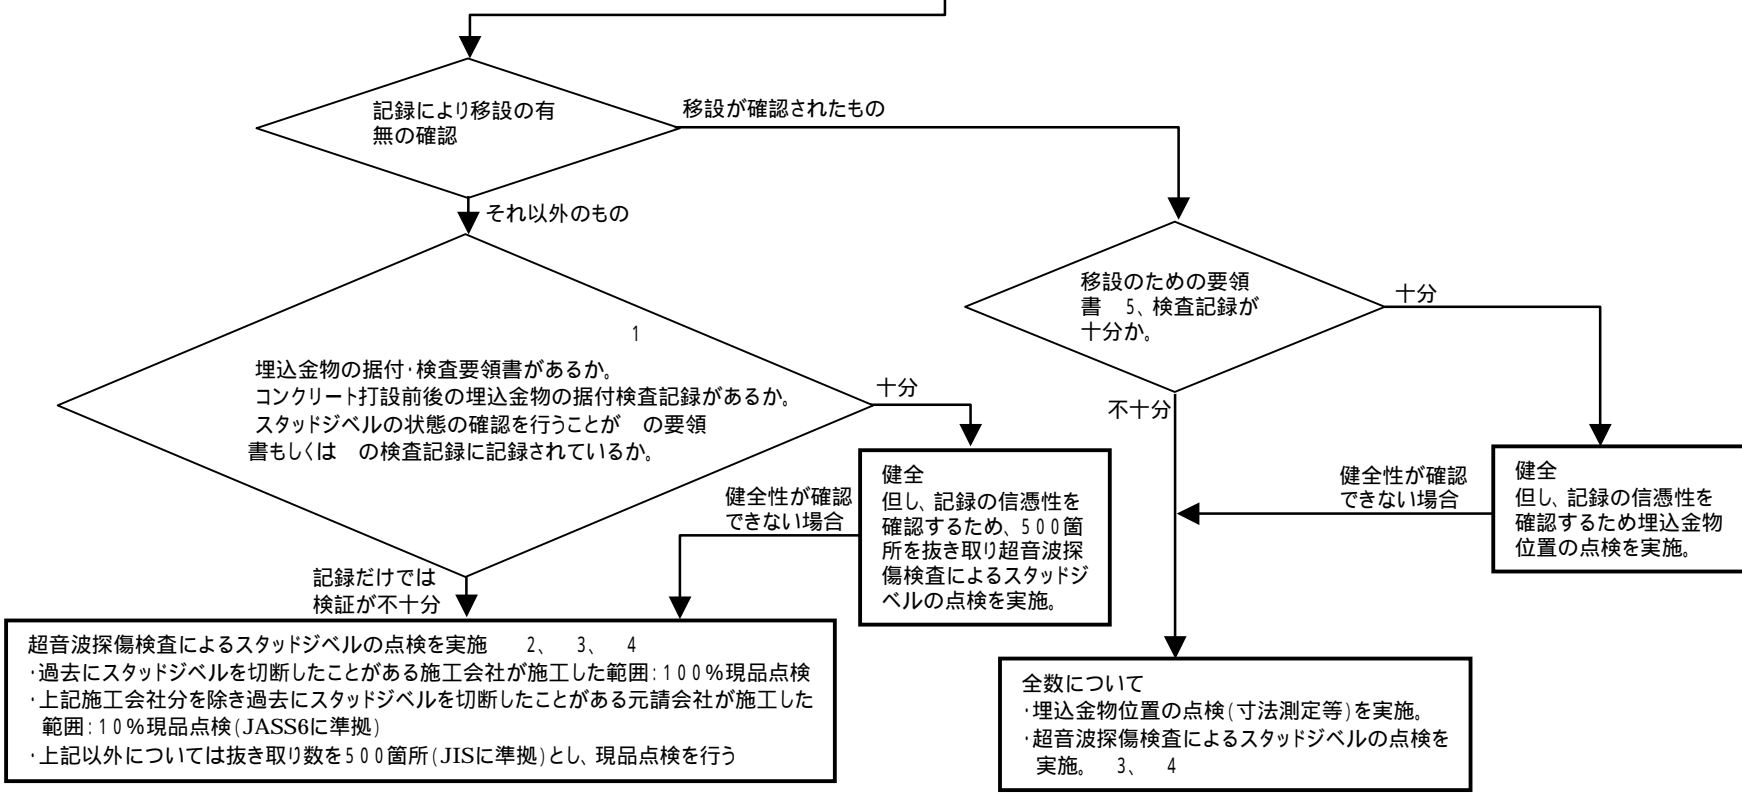 記録により移設の有
無の確認
移設が確認されたもの
それ以外のもの
移設のための要領
書　5、検査記録が
十分か。
十分
1
埋込金物の据付・検査要領書があるか。
コンクリート打設前後の埋込金物の据付検査記録があるか。
スタッドジベルの状態の確認を行うことが　の要領
書もしくは　の検査記録に記録されているか。
十分
不十分
健全
但し、記録の信憑性を
確認するため、500箇
所を抜き取り超音波探
傷検査によるスタッドジ
ベルの点検を実施。
健全性が確認
できない場合
健全性が確認
できない場合
健全
但し、記録の信憑性を
確認するため埋込金物
位置の点検を実施。
記録だけでは
検証が不十分
超音波探傷検査によるスタッドジベルの点検を実施　2、　3、　4
・過去にスタッドジベルを切断したことがある施工会社が施工した範囲：100％現品点検
・上記施工会社分を除き過去にスタッドジベルを切断したことがある元請会社が施工した
範囲：10％現品点検（JASS6に準拠）
・上記以外については抜き取り数を500箇所（JISに準拠）とし、現品点検を行う
全数について
・埋込金物位置の点検（寸法測定等）を実施。
・超音波探傷検査によるスタッドジベルの点検を
実施。　3、　4